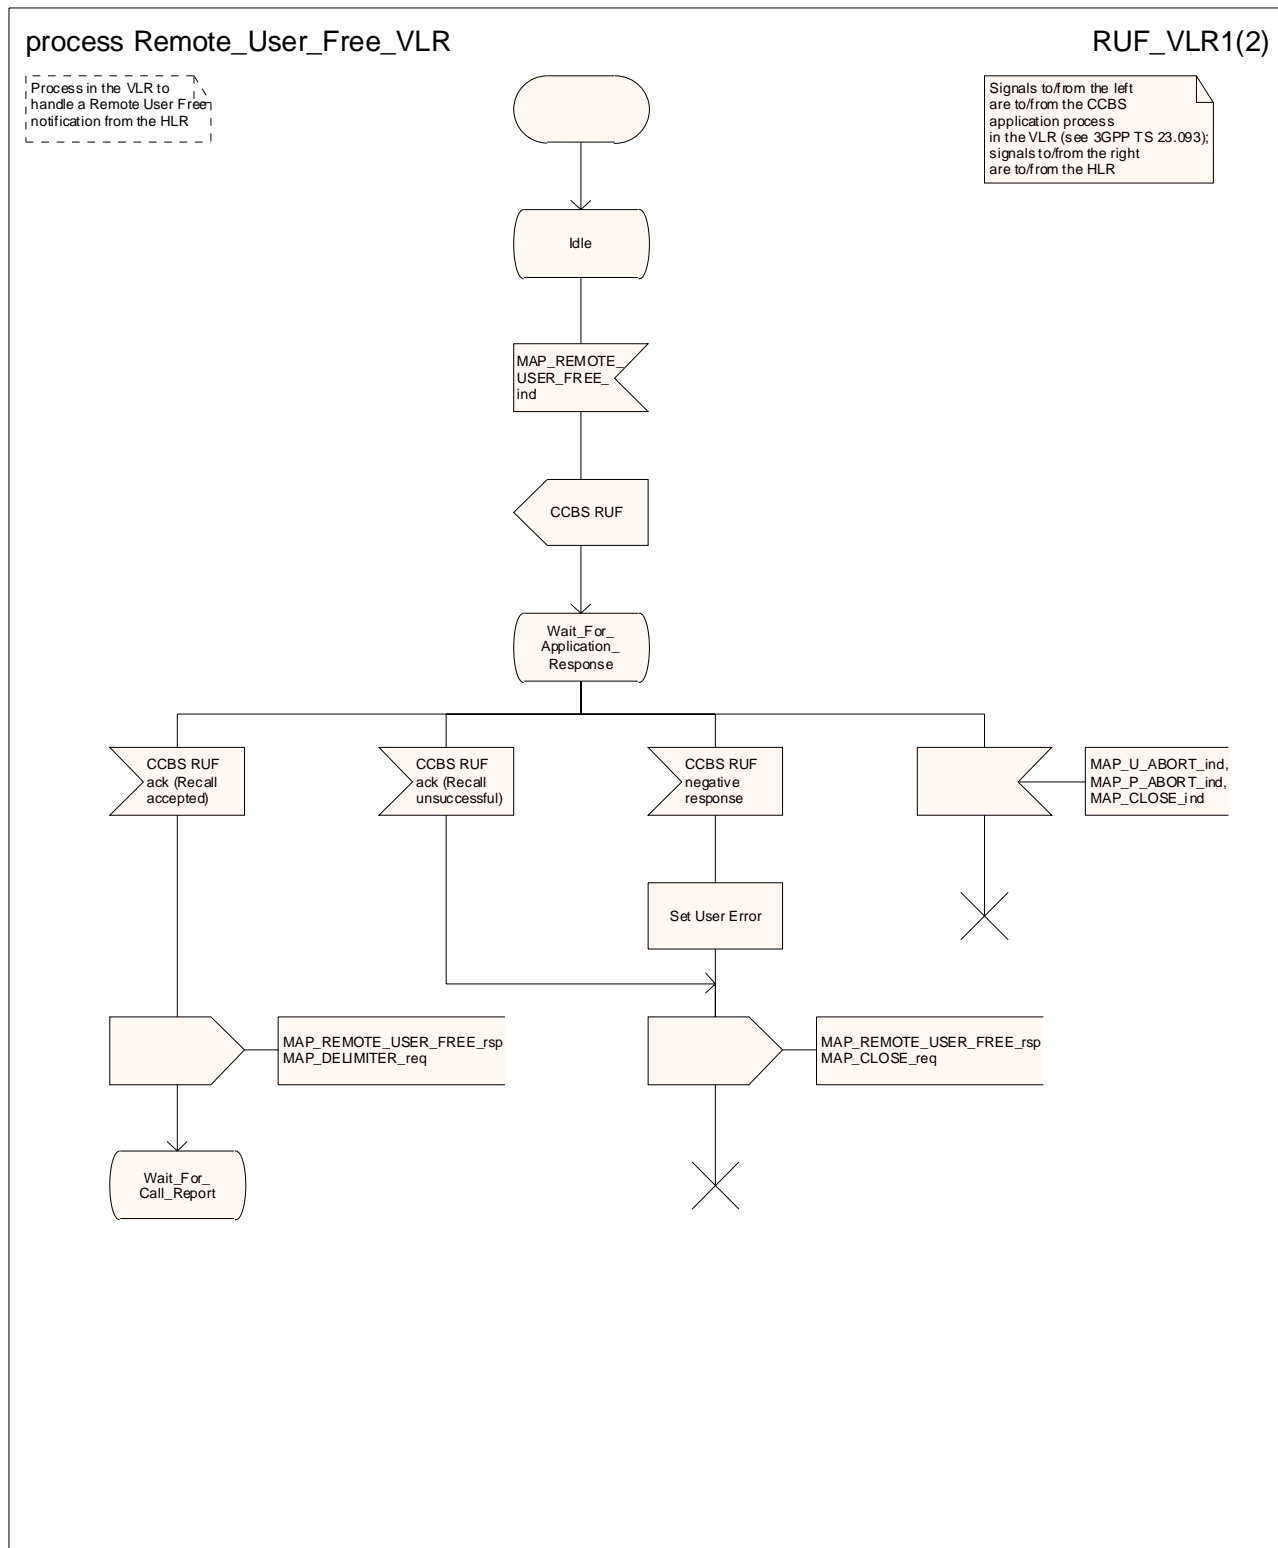 process Remote_User_Free_VLR
RUF_VLR1(2)
Process in the VLR to
handle a Remote User Free
notification from the HLR
Signals to/from the left
are to/from the CCBS
application process
in the VLR (see 3GPP TS 23.093);
signals to/from the right
are to/from the HLR
Idle
MAP_REMOTE_
USER_FREE_
ind
CCBS RUF
Wait_For_
Application_
Response
CCBS RUF
ack (Recall
accepted)
CCBS RUF
ack (Recall
unsuccessful)
CCBS RUF
negative
response
MAP_U_ABORT_ind,
MAP_P_ABORT_ind,
MAP_CLOSE_ind
Set User Error
MAP_REMOTE_USER_FREE_rsp
MAP_DELIMITER_req
MAP_REMOTE_USER_FREE_rsp
MAP_CLOSE_req
Wait_For_
Call_Report